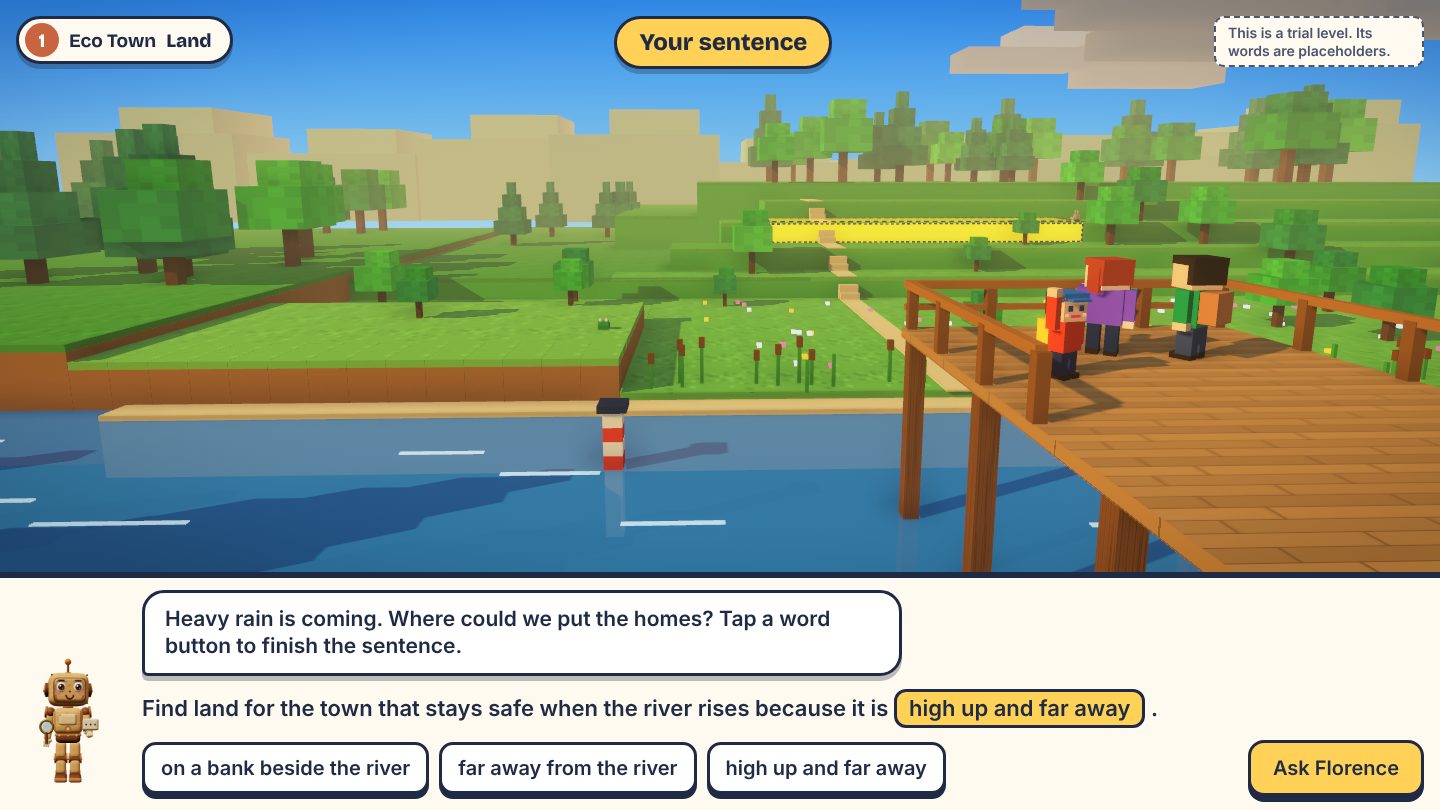 1 Eco Town Land
Your sentence
This is a trial level. Its
words are placeholders.
Heavy rain is coming. Where could we put the homes? Tap a word
button to finish the sentence.
Find land for the town that stays safe when the river rises because it is high up and far away .
on a bank beside the river
far away from the river
high up and far away
Ask Florence